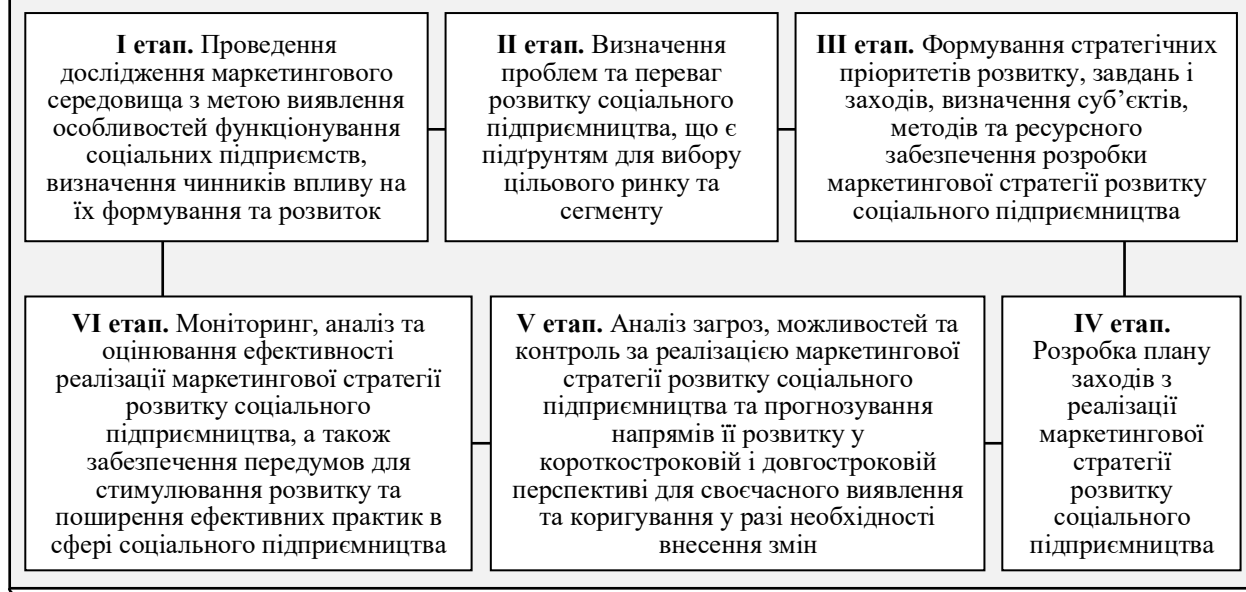 I етап. Проведення
дослідження маркетингового
середовища з метою виявлення
особливостей функціонування
соціальних підприємств,
визначення чинників впливу на
їх формування та розвиток
II етап. Визначення
проблем та переваг
розвитку соціального
підприємництва, що є
підґрунтям для вибору
цільового ринку та
сегменту
III етап. Формування стратегічних
пріоритетів розвитку, завдань і
заходів, визначення суб’єктів,
методів та ресурсного
забезпечення розробки
маркетингової стратегії розвитку
соціального підприємництва
IV етап.
Розробка плану
заходів з
реалізації
маркетингової
стратегії
розвитку
соціального
підприємництва
V етап. Аналіз загроз, можливостей та
контроль за реалізацією маркетингової
стратегії розвитку соціального
підприємництва та прогнозування
напрямів її розвитку у
короткостроковій і довгостроковій
перспективі для своєчасного виявлення
та коригування у разі необхідності
внесення змін
VI етап. Моніторинг, аналіз та
оцінювання ефективності
реалізації маркетингової стратегії
розвитку соціального
підприємництва, а також
забезпечення передумов для
стимулювання розвитку та
поширення ефективних практик в
сфері соціального підприємництва